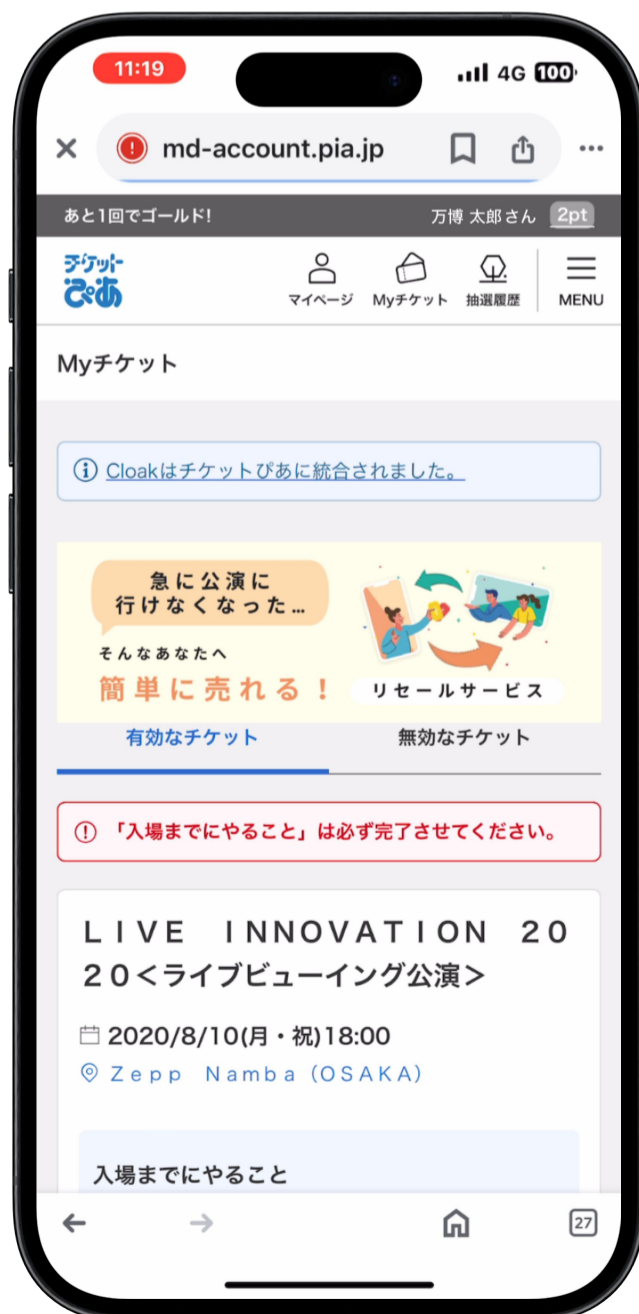 11:19
4G 100
md-account.pia.jp
あと1回でゴールド!
万博 太郎さん 2pt
チケット
ぴあ
マイページ Myチケット 抽選履歴 MENU
Myチケット
Cloakはチケットぴあに統合されました。
急に公演に
行けなくなった…
そんなあなたへ
簡単に売れる!
リセールサービス
有効なチケット 無効なチケット
「入場までにやること」は必ず完了させてください。
LIVE INNOVATION 20
20<ライブビューイング公演>
2020/8/10(月・祝)18:00
Zepp Namba(OSAKA)
入場までにやること
27